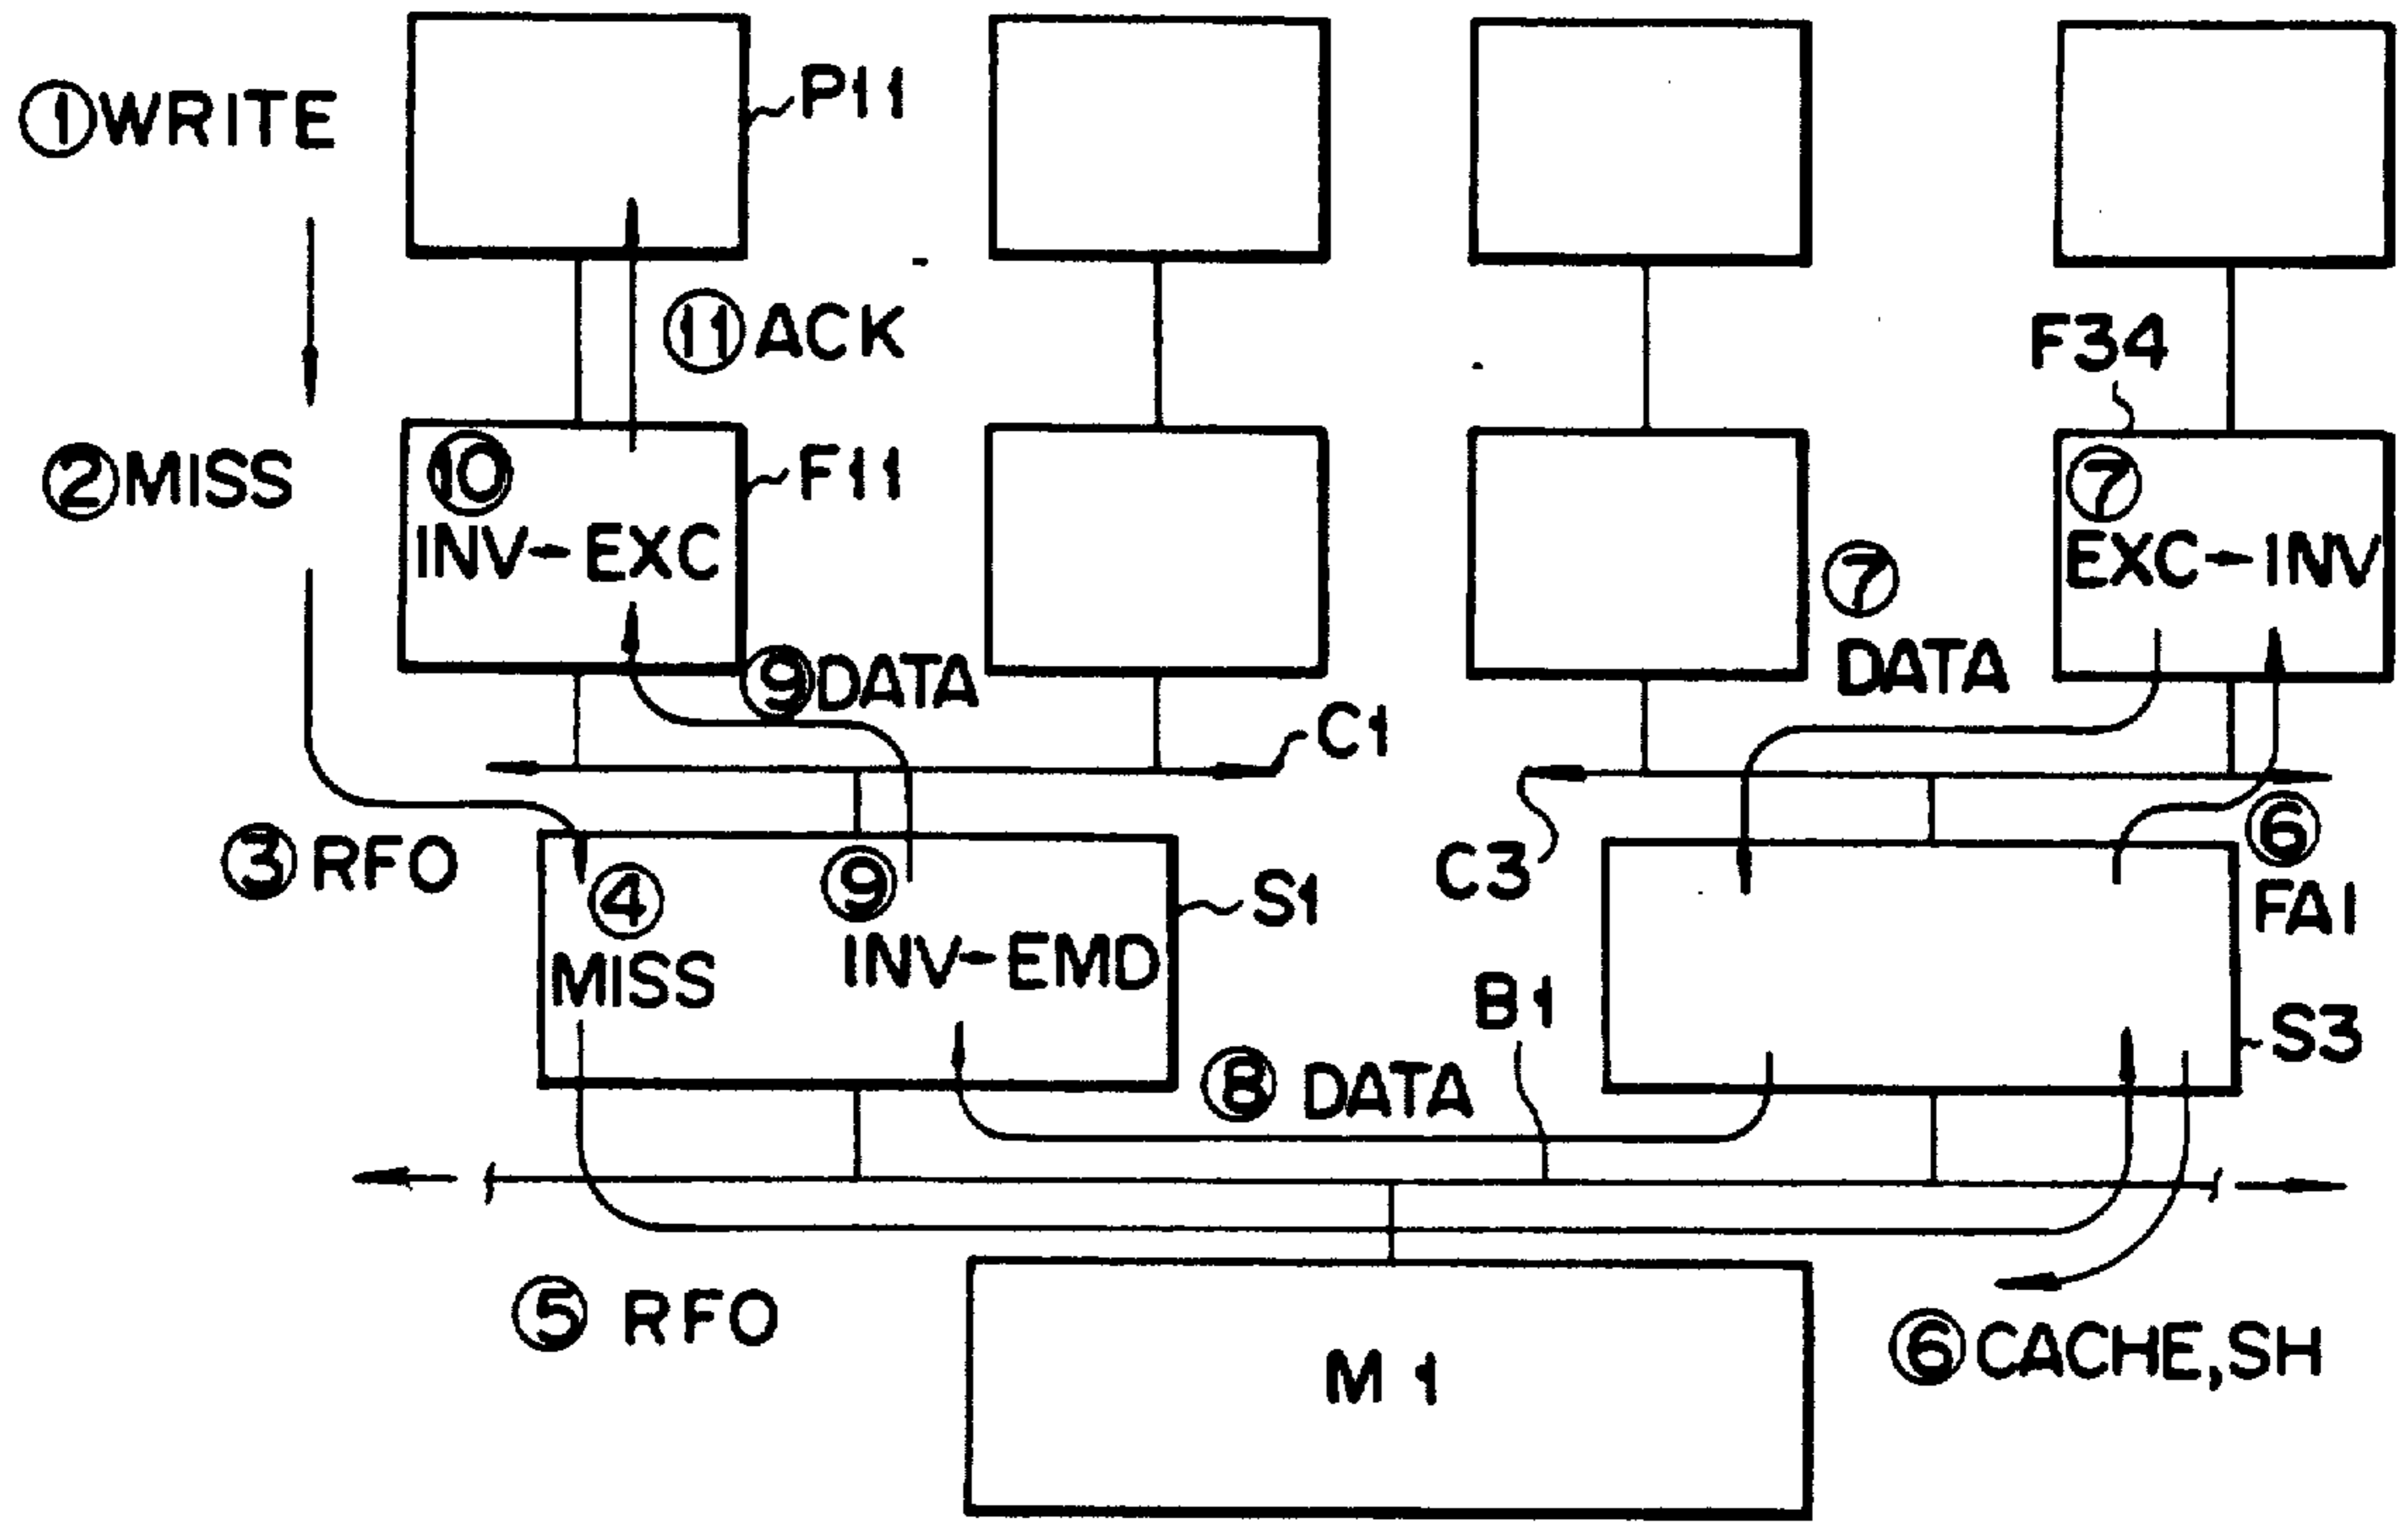 P11
①WRITE
⑪ACK
F34
②MISS
⑩
INV→EXC
F11
⑦
EXC→INV
⑦
DATA
⑨DATA
C1
③RFO
④
MISS
⑨
INV→EMD
S1
C3
⑥
FAI
B1
S3
⑧ DATA
⑤ RFO
M1
⑥CACHE,SH